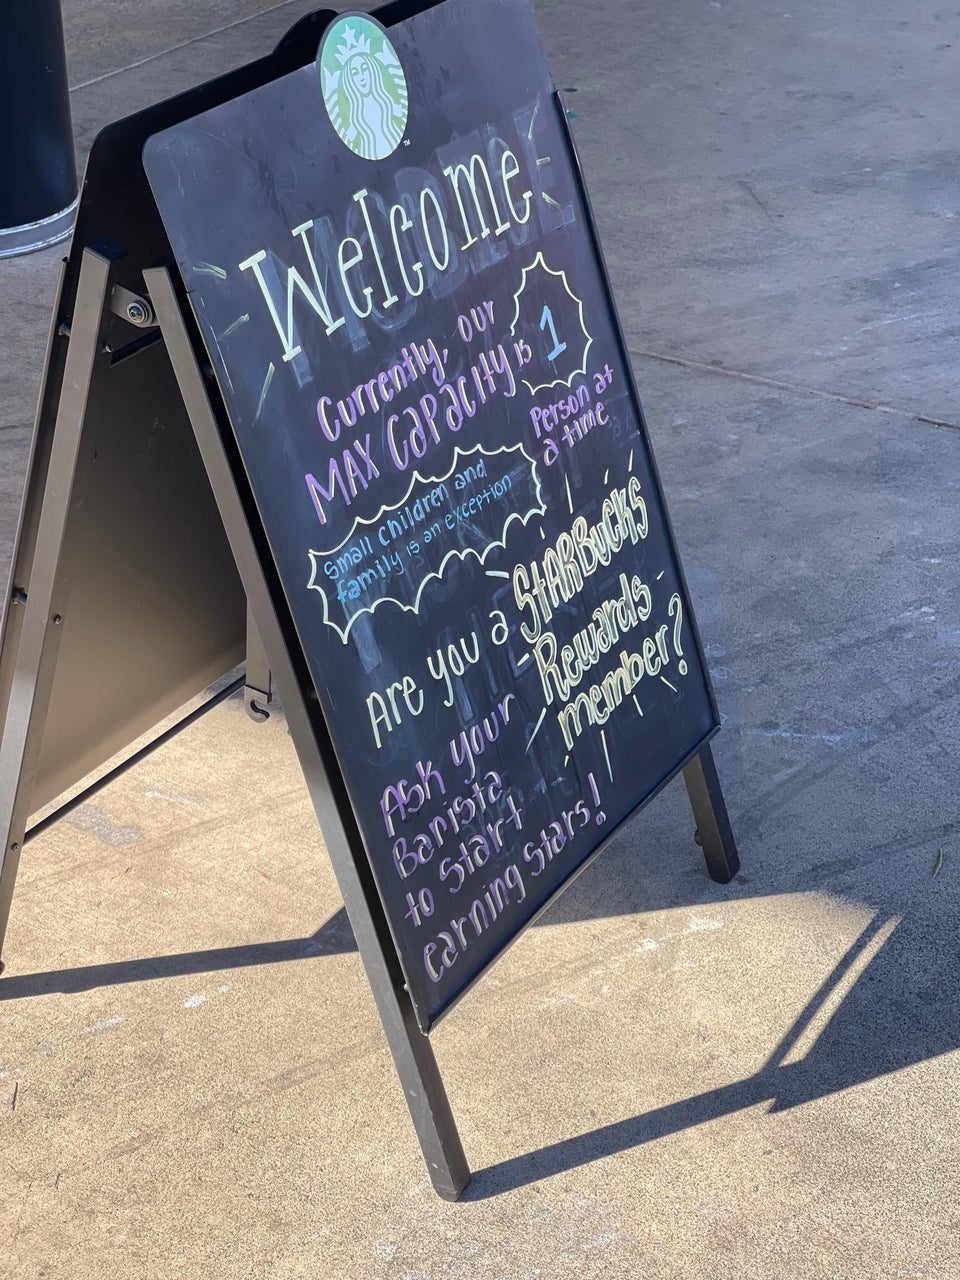 Welcome
Currently, our
MAX Capacity is 1
Person at
a time
Small children and
family is an exception
Are you a STARBUCKS
Rewards
member?
Ask your
Barista
to Start
earning Stars!
TM